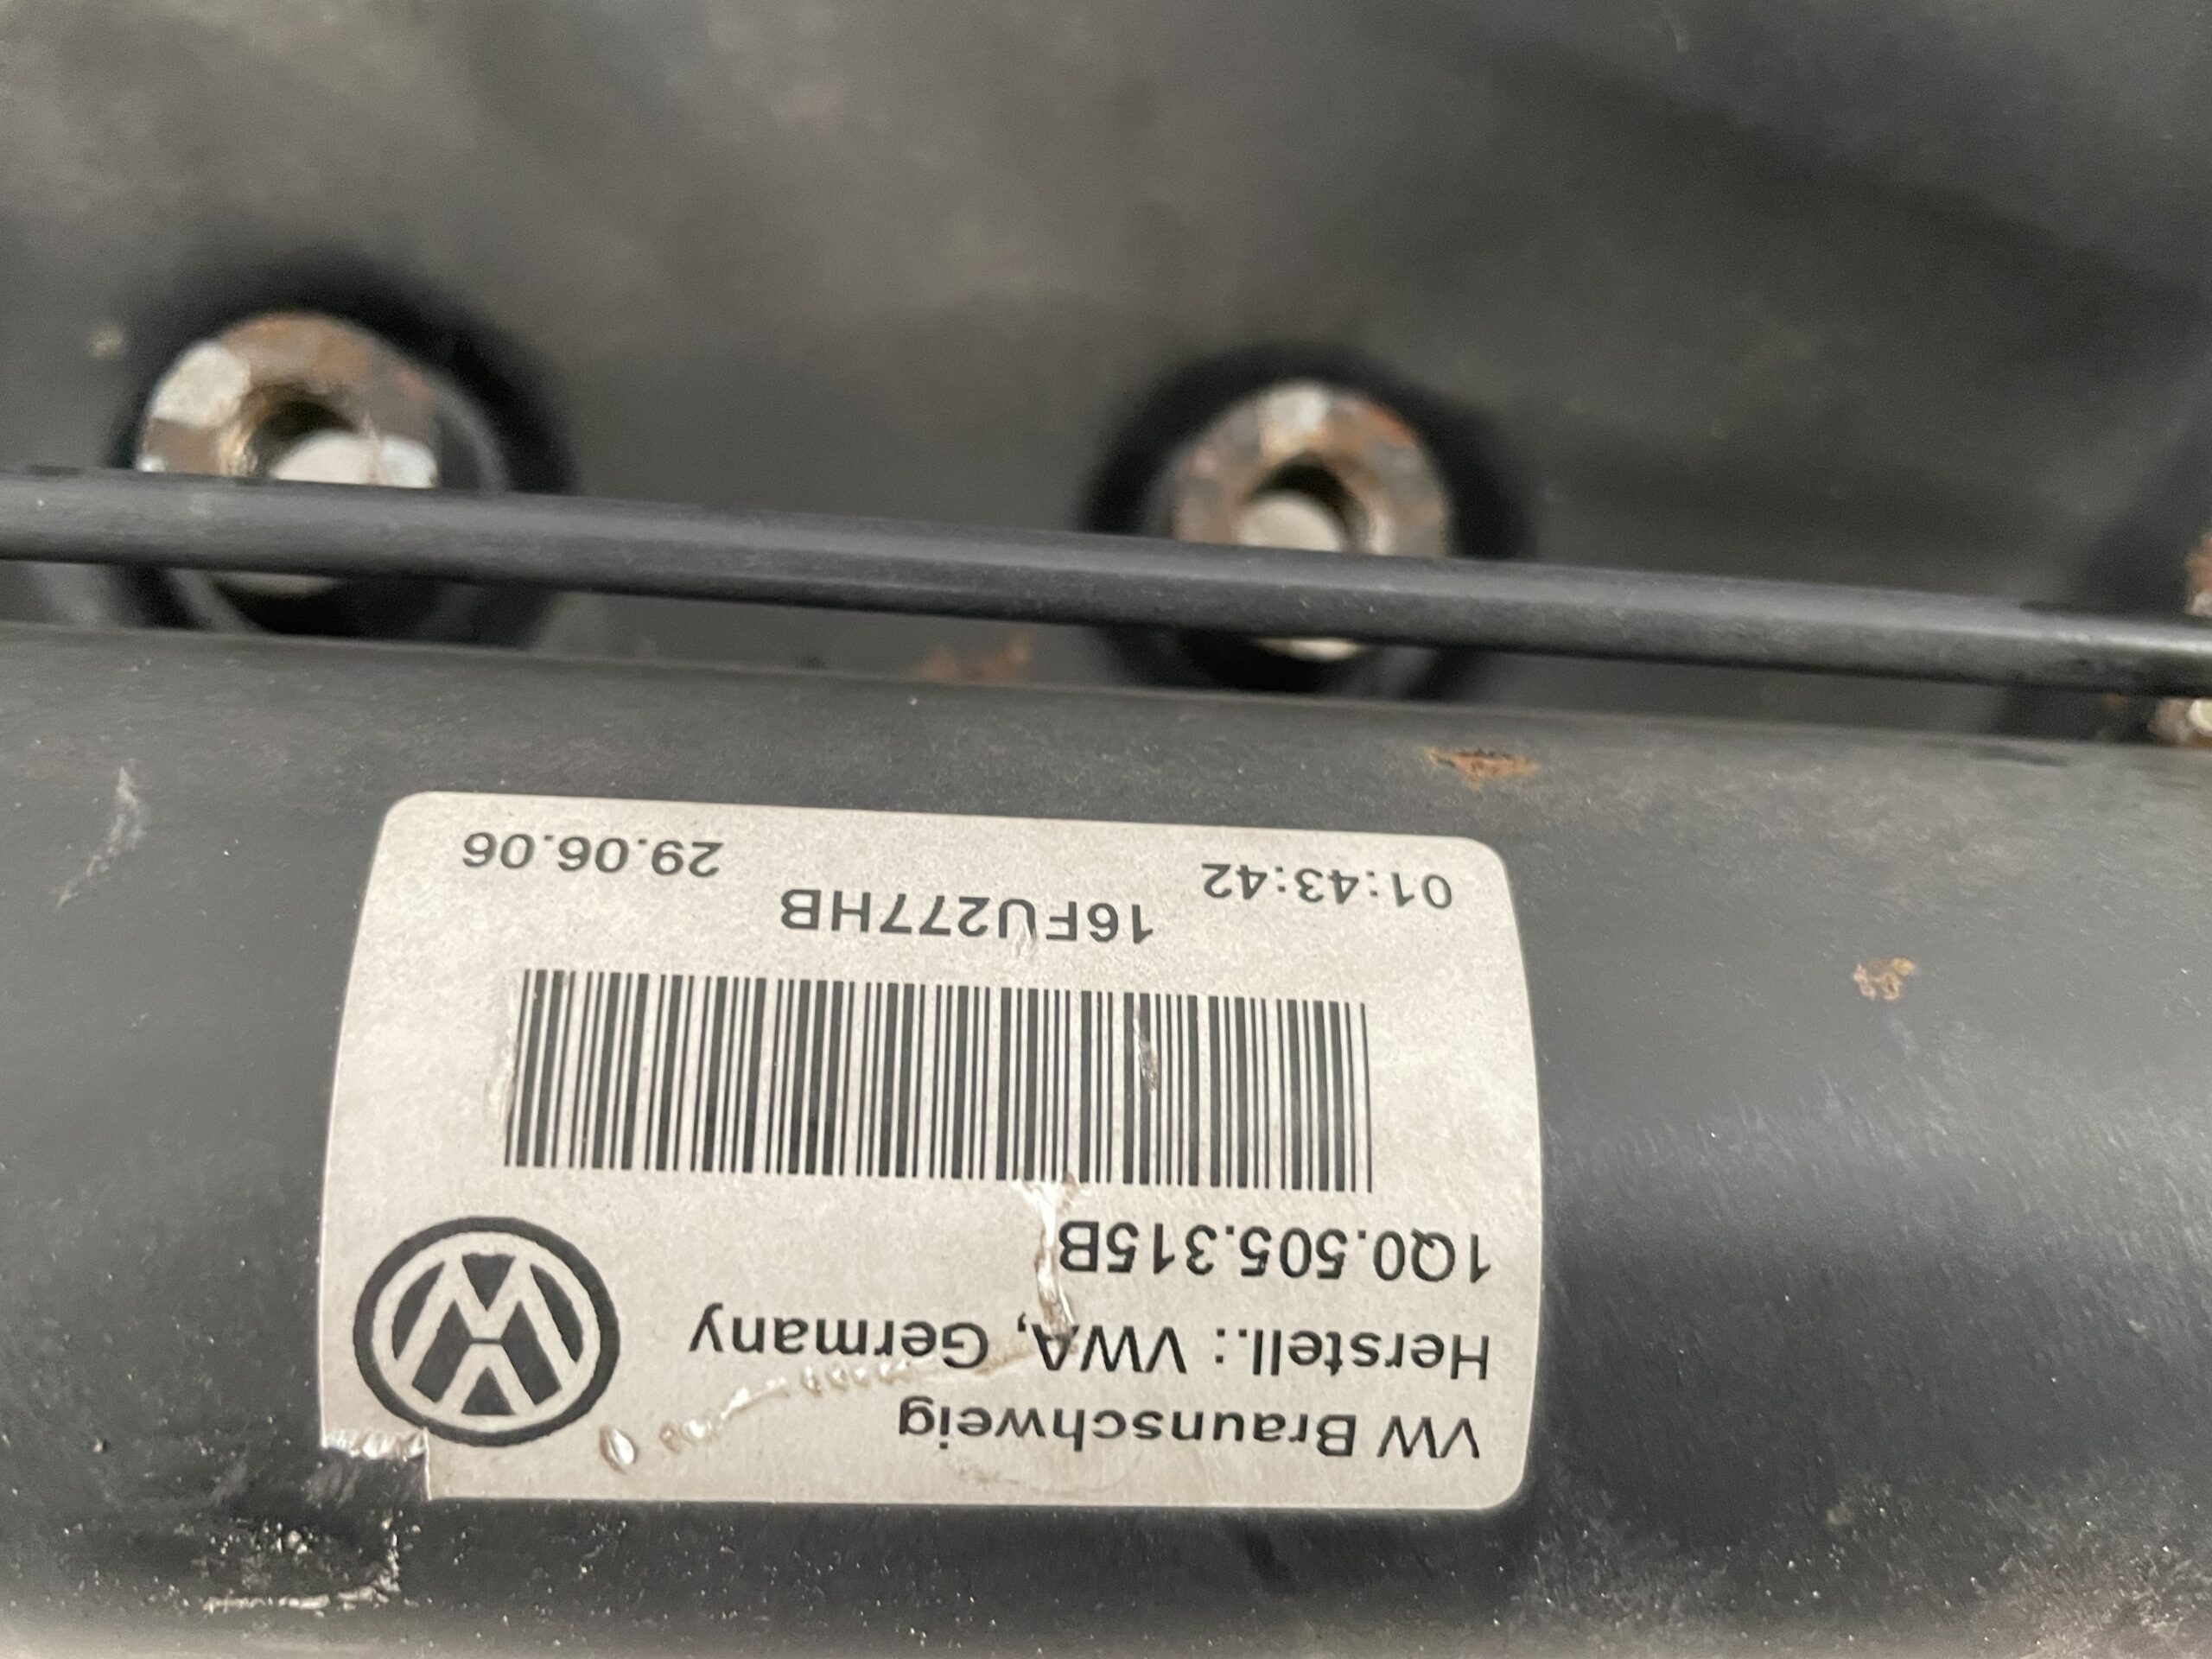 VW Braunschweig
Herstell.: VWA, Germany
1Q0.505.315B
16FU277HB
01:43:42 29.06.06